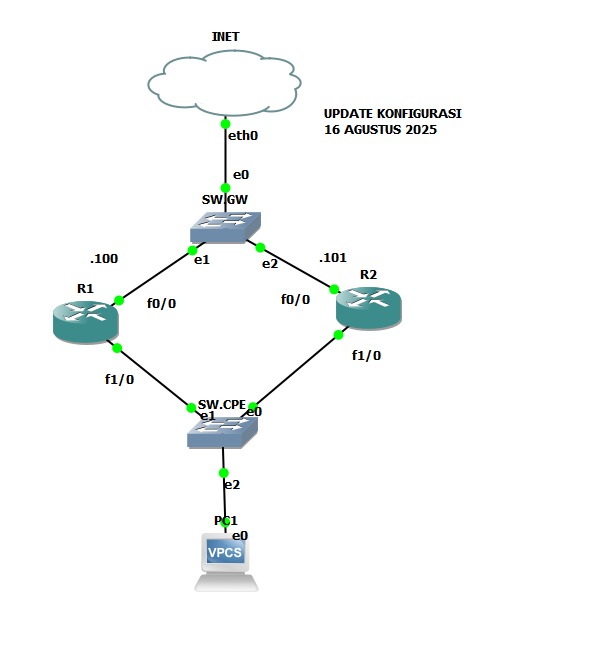 INET
UPDATE KONFIGURASI
16 AGUSTUS 2025
eth0
e0
SW.GW
.100
e1
e2
.101
R1
R2
f0/0
f0/0
f1/0
f1/0
SW.CPE
e1
e0
e2
PC1
e0
VPCS